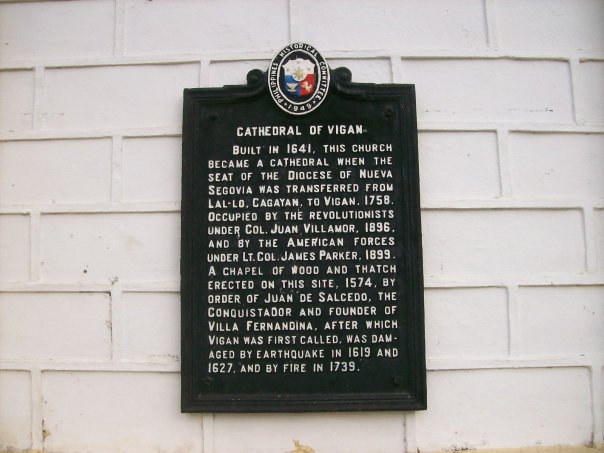 PHILIPPINES HISTORICAL COMMITTEE
1949
CATHEDRAL OF VIGAN
BUILT IN 1641, THIS CHURCH
BECAME A CATHEDRAL WHEN THE
SEAT OF THE DIOCESE OF NUEVA
SEGOVIA WAS TRANSFERRED FROM
LAL-LO, CAGAYAN, TO VIGAN, 1758.
OCCUPIED BY THE REVOLUTIONISTS
UNDER COL. JUAN VILLAMOR, 1896,
AND BY THE AMERICAN FORCES
UNDER LT. COL. JAMES PARKER, 1899.
A CHAPEL OF WOOD AND THATCH
ERECTED ON THIS SITE, 1574, BY
ORDER OF JUAN DE SALCEDO, THE
CONQUISTADOR AND FOUNDER OF
VILLA FERNANDINA, AFTER WHICH
VIGAN WAS FIRST CALLED, WAS DAM-
AGED BY EARTHQUAKE IN 1619 AND
1627, AND BY FIRE IN 1739.